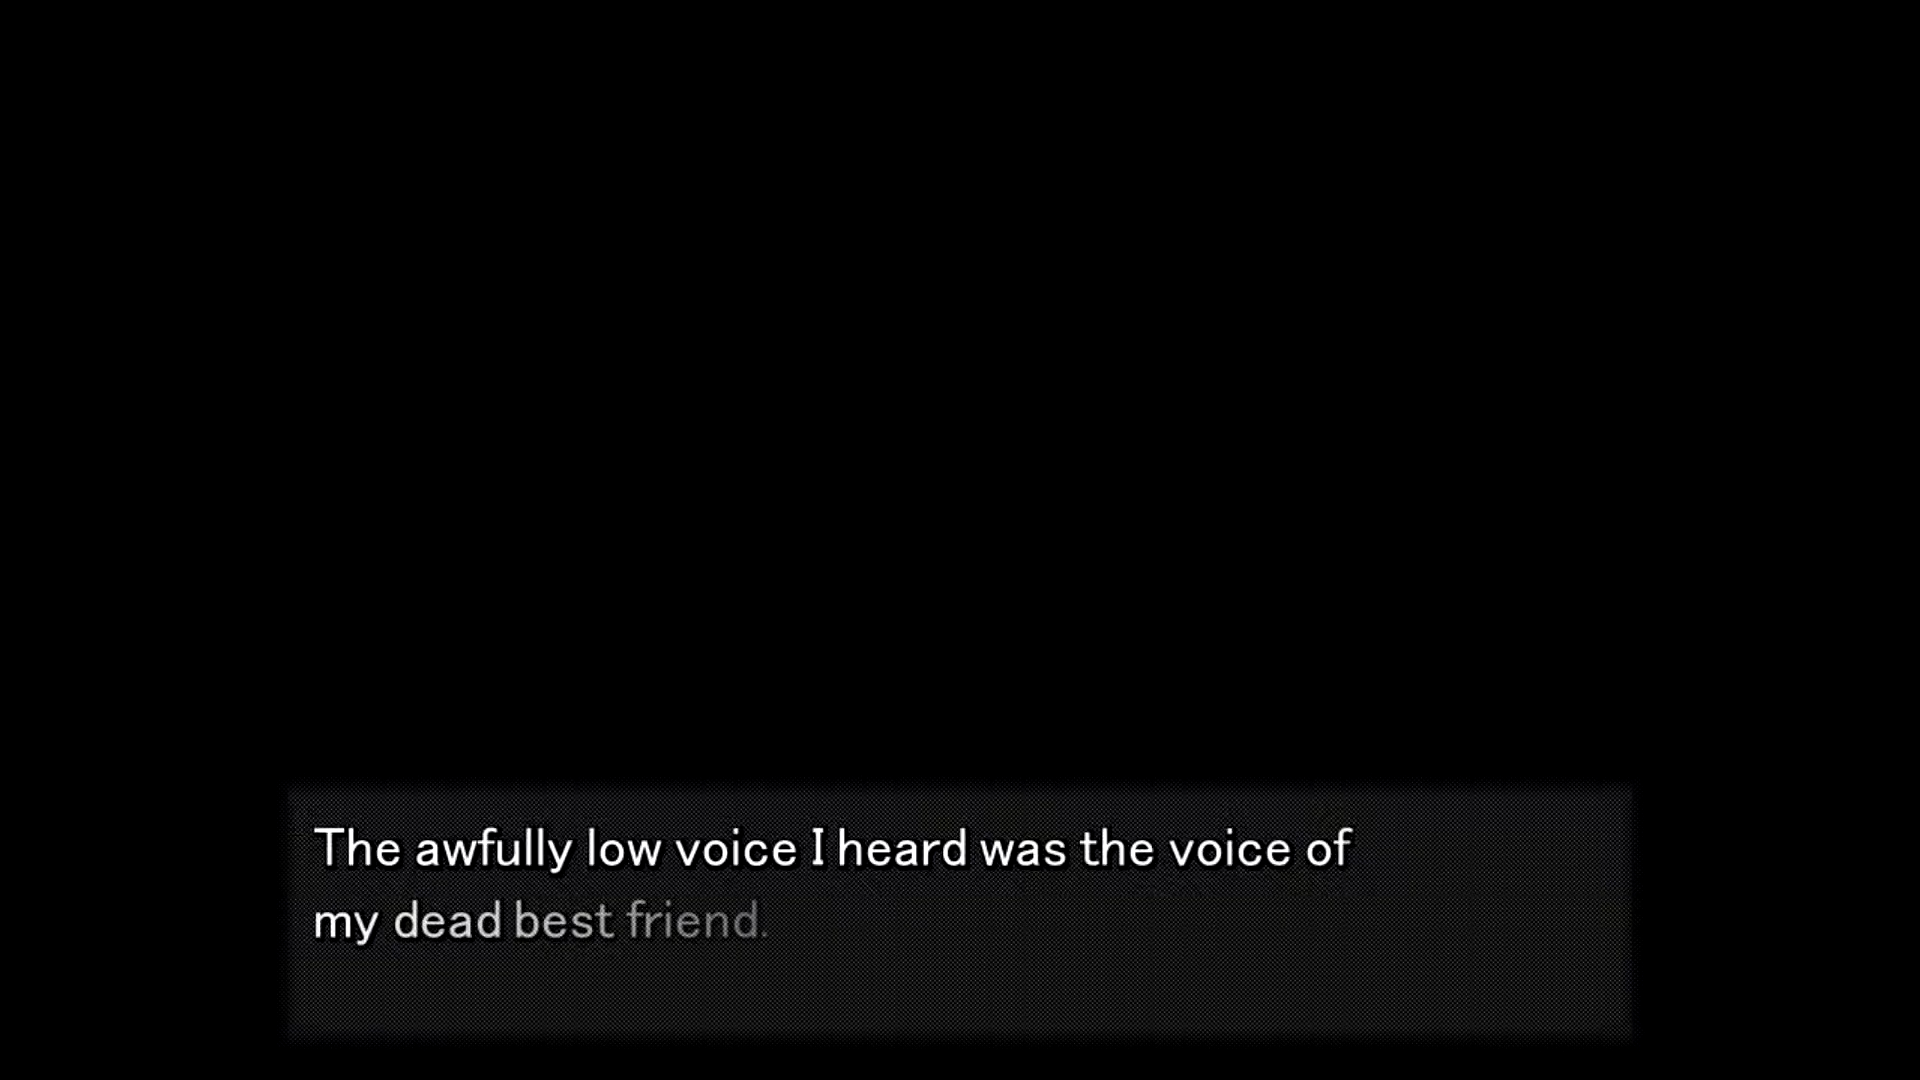 The awfully low voice I heard was the voice of
my dead best friend.